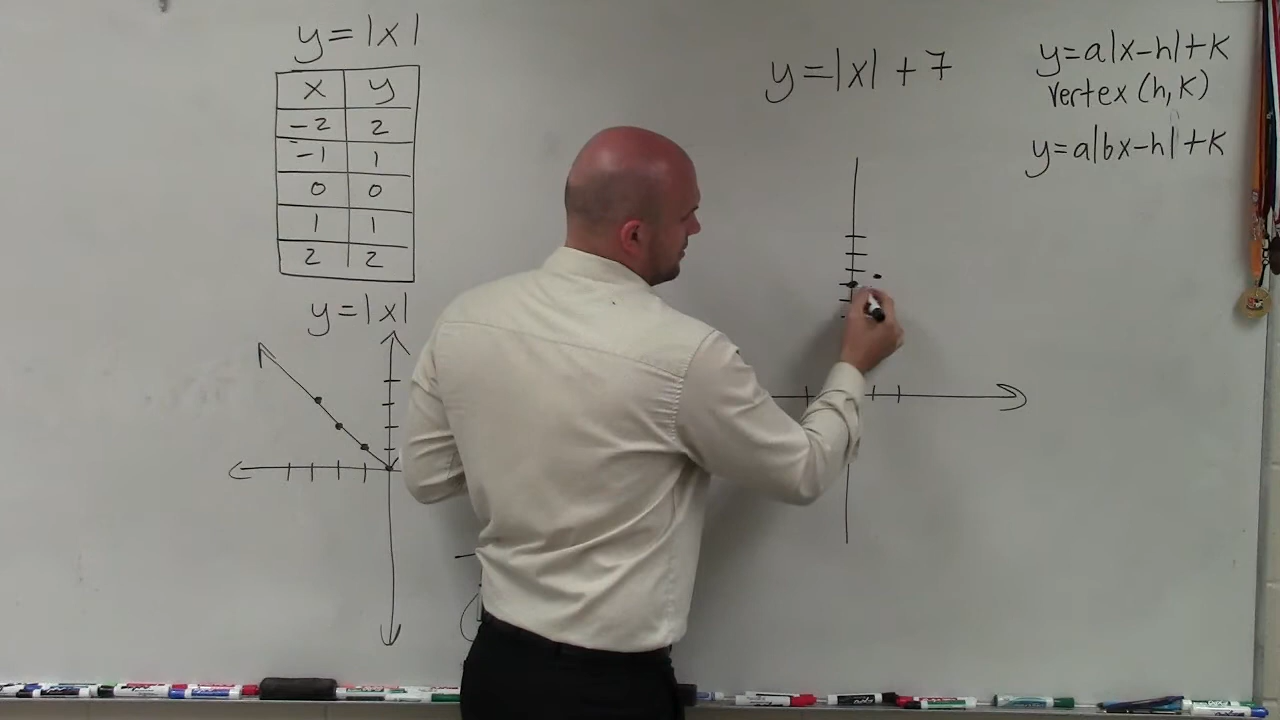 y=|x|
x y
-2 2
-1 1
0 0
1 1
2 2
y=|x|
y=|x|+7
y=a|x-h|+k
vertex (h,k)
y=a|bx-h|+k